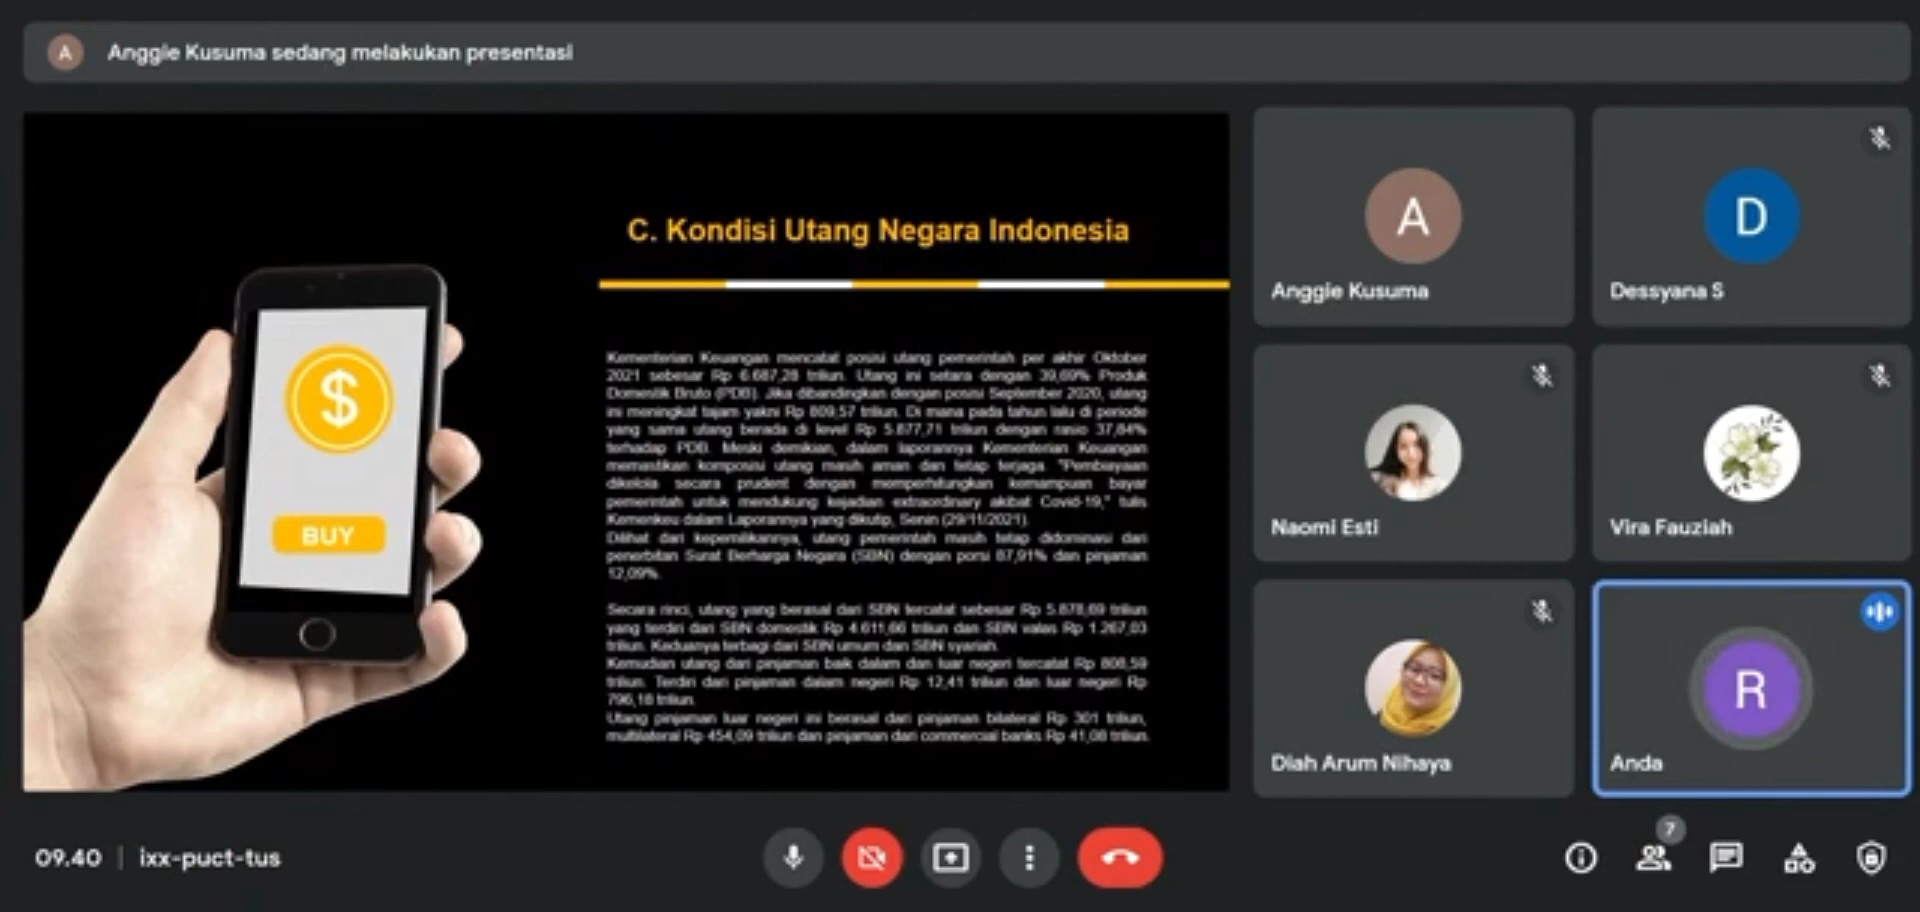 A Anggie Kusuma sedang melakukan presentasi
C. Kondisi Utang Negara Indonesia
Kementerian Keuangan mencatat posisi utang pemerintah per akhir Oktober
2021 sebesar Rp 6.687,28 triliun. Utang ini setara dengan 39,69% Produk
Domestik Bruto (PDB). Jika dibandingkan dengan posisi September 2020, utang
ini meningkat tajam yakni Rp 809,57 triliun. Di mana pada tahun lalu di periode
yang sama utang berada di level Rp 5.877,71 triliun dengan rasio 37,84%
terhadap PDB. Meski demikian, dalam laporannya Kementerian Keuangan
memastikan komposisi utang masih aman dan tetap terjaga. "Pembiayaan
dikelola secara prudent dengan memperhitungkan kemampuan bayar
pemerintah untuk mendukung kejadian extraordinary akibat Covid-19," tulis
Kemenkeu dalam Laporannya yang dikutip, Senin (29/11/2021).
Dilihat dari kepemilikannya, utang pemerintah masih tetap didominasi dari
penerbitan Surat Berharga Negara (SBN) dengan porsi 87,91% dan pinjaman
12,09%.
Secara rinci, utang yang berasal dari SBN tercatat sebesar Rp 5.878,69 triliun
yang terdiri dari SBN domestik Rp 4.611,66 triliun dan SBN valas Rp 1.267,03
triliun. Keduanya terbagi dari SBN umum dan SBN syariah.
Kemudian utang dari pinjaman baik dalam dan luar negeri tercatat Rp 808,59
triliun. Terdiri dari pinjaman dalam negeri Rp 12,41 triliun dan luar negeri Rp
796,18 triliun.
Utang pinjaman luar negeri ini berasal dari pinjaman bilateral Rp 301 triliun,
multilateral Rp 454,09 triliun dan pinjaman dari commercial banks Rp 41,08 triliun.
$
BUY
A
Anggie Kusuma
D
Dessyana S
Naomi Esti
Vira Fauziah
Diah Arum Nihaya
R
Anda
09.40 | ixx-puct-tus
7